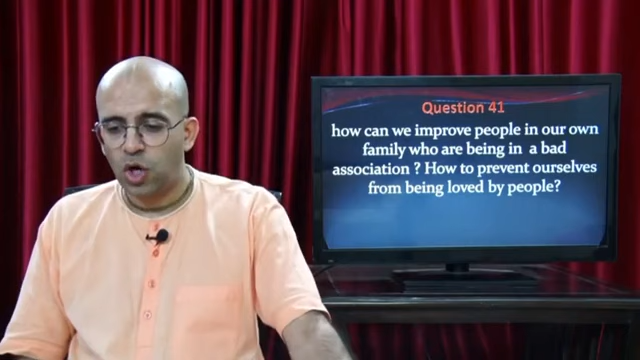 Question 41
how can we improve people in our own
family who are being in a bad
association ? How to prevent ourselves
from being loved by people?